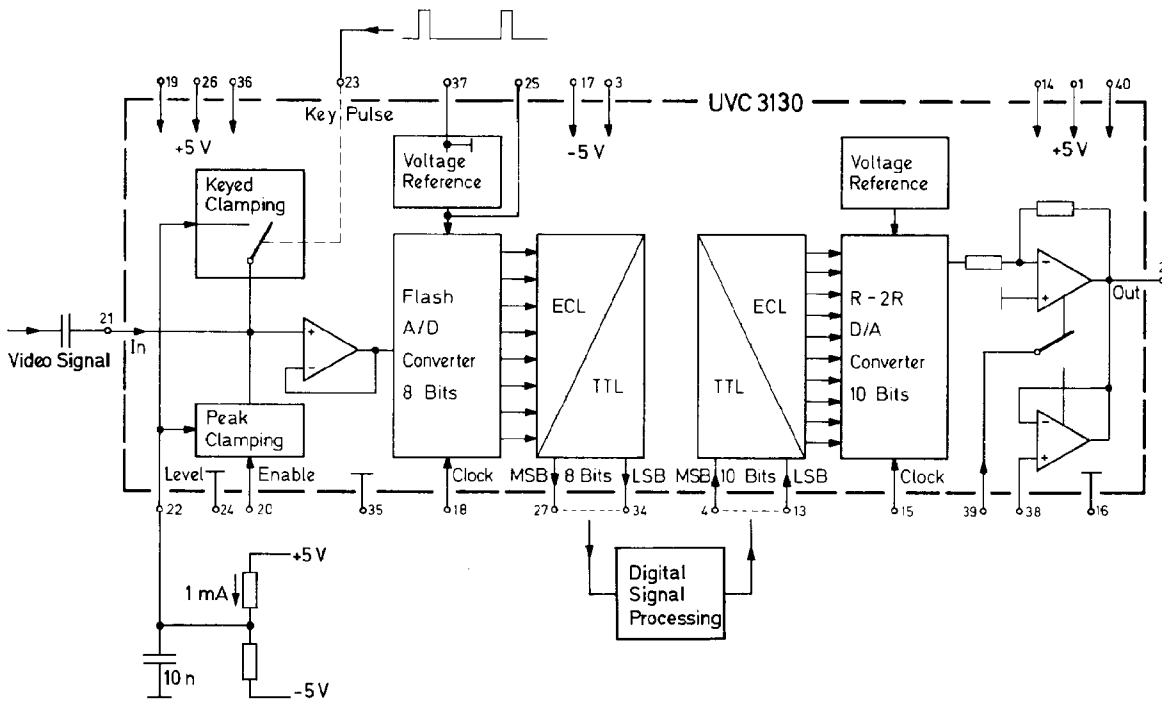 19 26 36 23 37 25 17 3 14 1 40
Key Pulse
UVC 3130
+5 V
-5 V
+5 V
Keyed
Clamping
Voltage
Reference
Voltage
Reference
21
In
Video Signal
Flash
A/D
Converter
8 Bits
ECL
TTL
ECL
TTL
R-2R
D/A
Converter
10 Bits
2
Out
Peak
Clamping
Level
Enable
Clock
MSB 8 Bits LSB
MSB 10 Bits LSB
Clock
22 24 20 35 18 27 34 4 13 15 39 38 16
+5 V
1 mA
10 n
-5 V
Digital
Signal
Processing